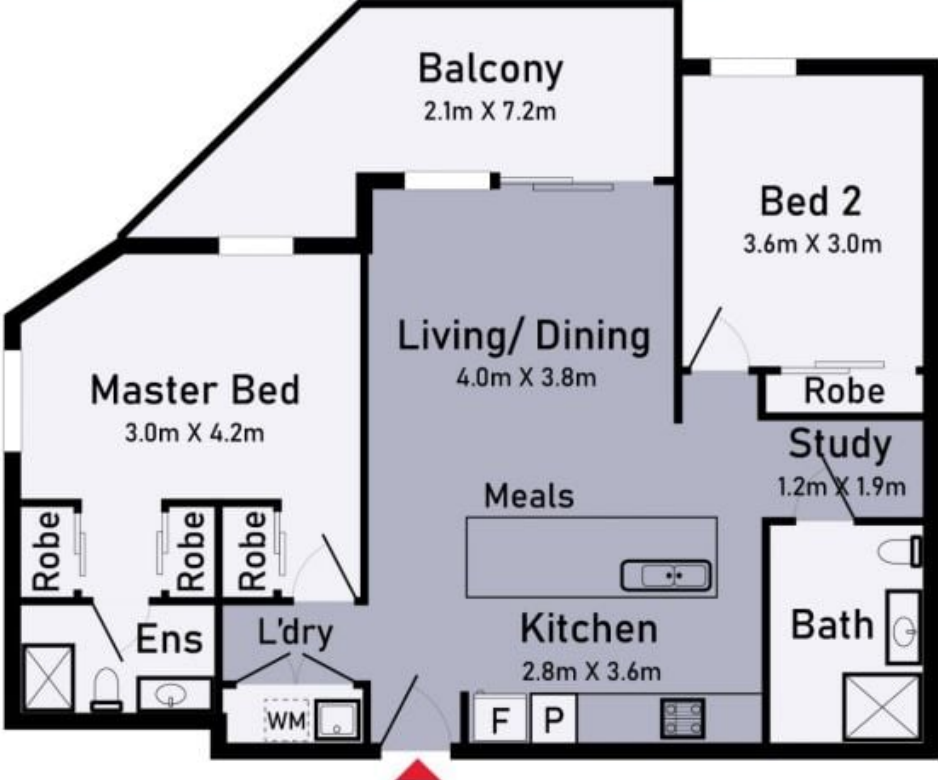 Balcony
2.1m X 7.2m
Bed 2
3.6m X 3.0m
Living/ Dining
4.0m X 3.8m
Master Bed
3.0m X 4.2m
Robe
Study
1.2m X 1.9m
Meals
Robe
Robe
Robe
Ens
L'dry
Kitchen
2.8m X 3.6m
Bath
WM
F
P